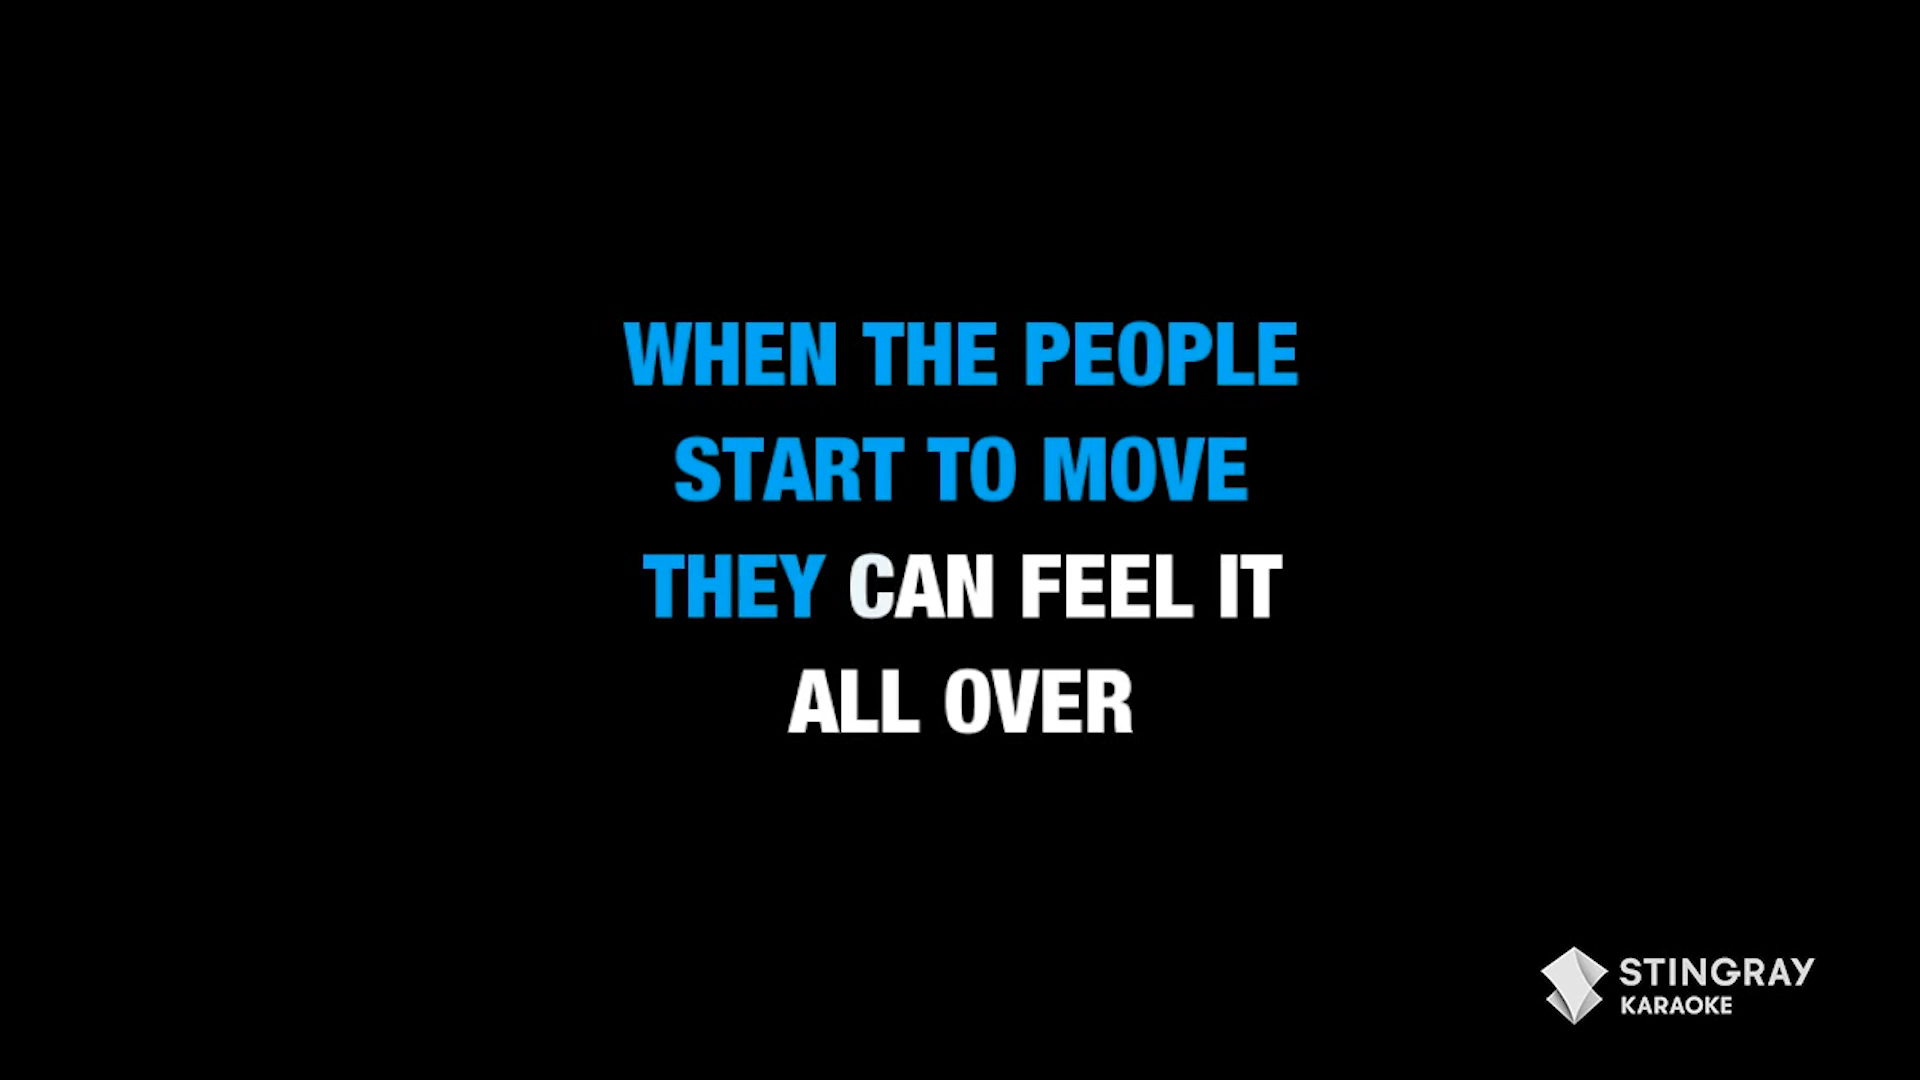 WHEN THE PEOPLE
START TO MOVE
THEY CAN FEEL IT
ALL OVER
STINGRAY
KARAOKE